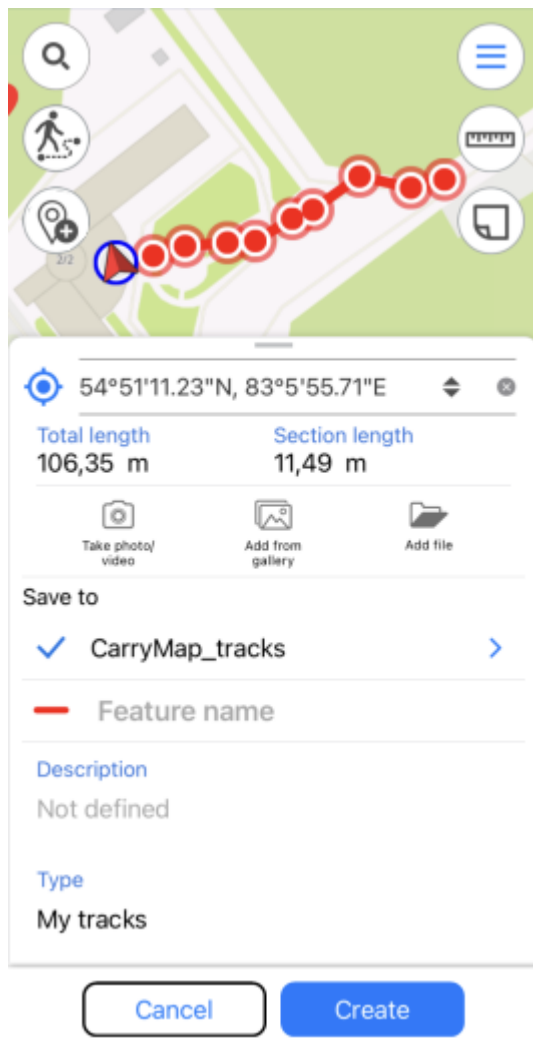 2/2
54°51'11.23"N, 83°5'55.71"E
Total length
Section length
106,35 m
11,49 m
Take photo/
video
Add from
gallery
Add file
Save to
CarryMap_tracks
Feature name
Description
Not defined
Type
My tracks
Cancel
Create